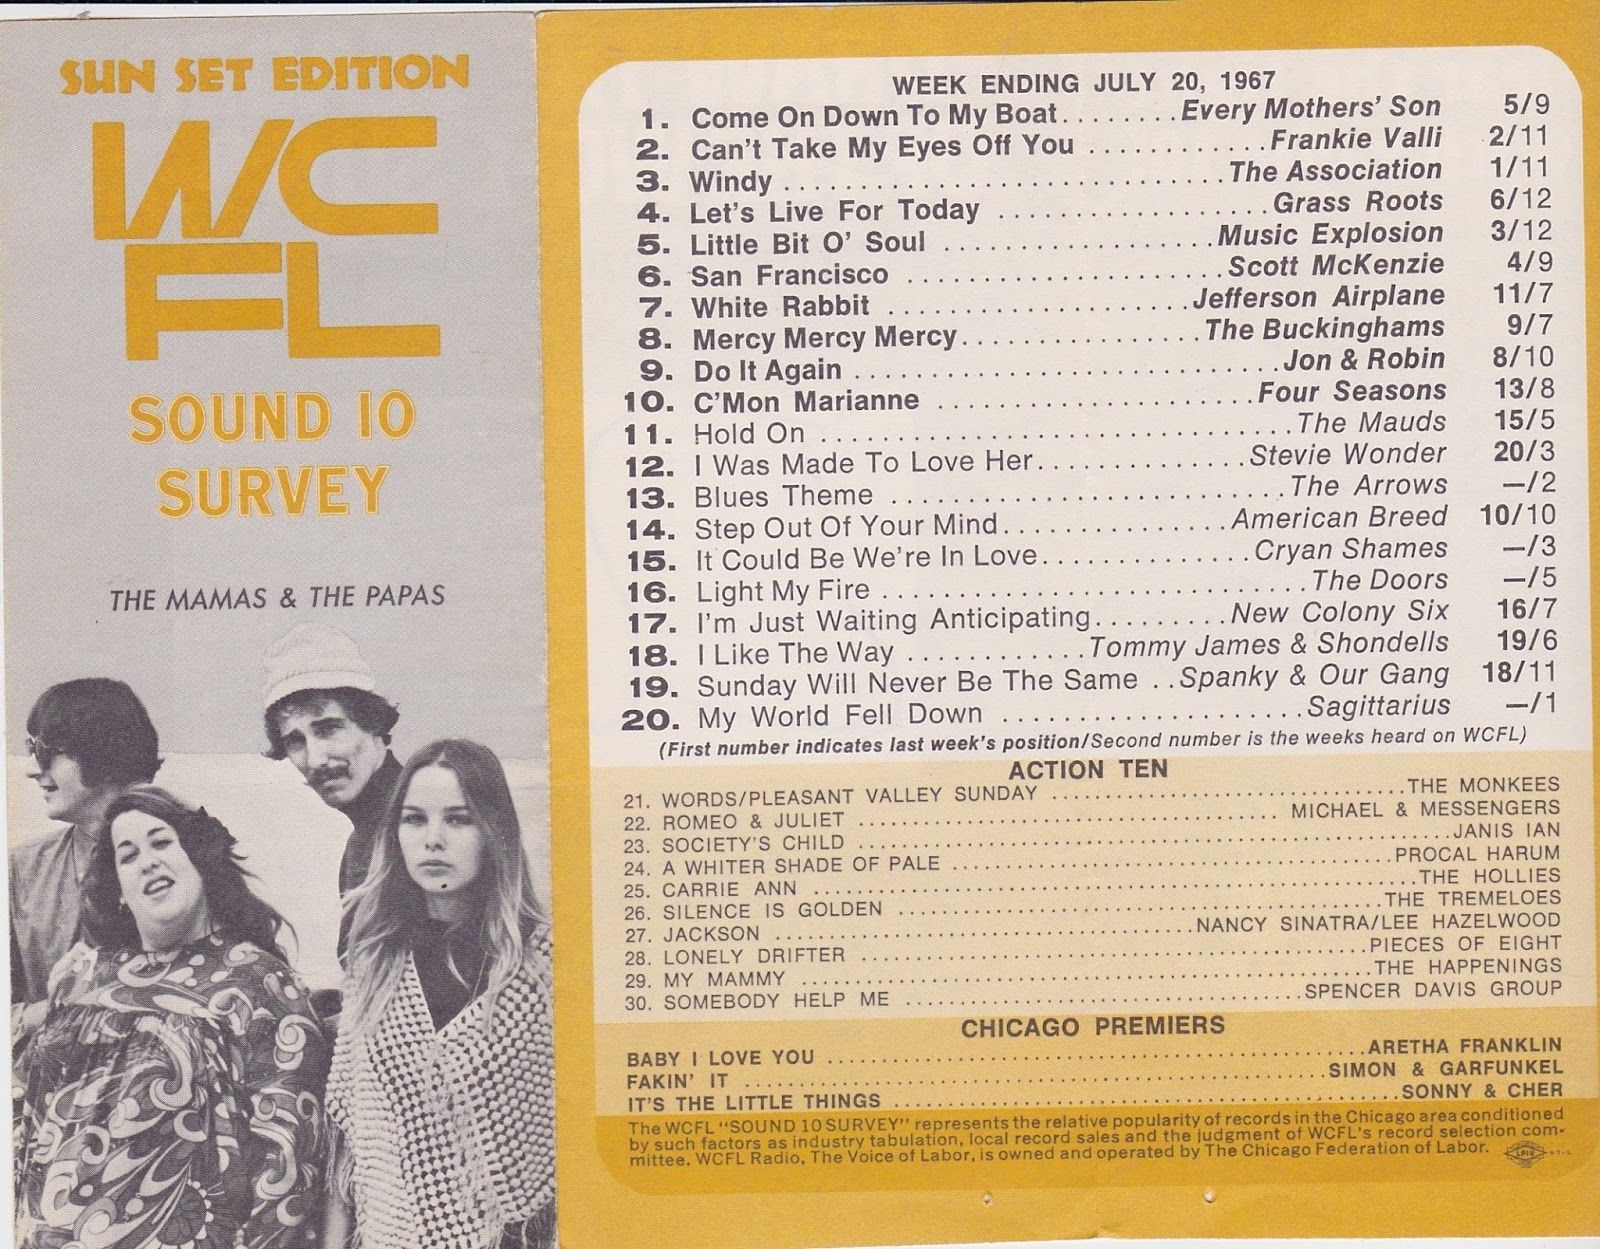 SUN SET EDITION
WC
FL
SOUND 10
SURVEY
THE MAMAS & THE PAPAS
WEEK ENDING JULY 20, 1967
1. Come On Down To My Boat ........ Every Mothers' Son 5/9
2. Can't Take My Eyes Off You ............ Frankie Valli 2/11
3. Windy ............................. The Association 1/11
4. Let's Live For Today .................. Grass Roots 6/12
5. Little Bit O' Soul .................. Music Explosion 3/12
6. San Francisco ..................... Scott McKenzie 4/9
7. White Rabbit .................... Jefferson Airplane 11/7
8. Mercy Mercy Mercy ................ The Buckinghams 9/7
9. Do It Again ............................ Jon & Robin 8/10
10. C'Mon Marianne ..................... Four Seasons 13/8
11. Hold On ............................... The Mauds 15/5
12. I Was Made To Love Her .............. Stevie Wonder 20/3
13. Blues Theme .......................... The Arrows —/2
14. Step Out Of Your Mind ............... American Breed 10/10
15. It Could Be We're In Love .............. Cryan Shames —/3
16. Light My Fire ............................ The Doors —/5
17. I'm Just Waiting Anticipating ......... New Colony Six 16/7
18. I Like The Way ............ Tommy James & Shondells 19/6
19. Sunday Will Never Be The Same .. Spanky & Our Gang 18/11
20. My World Fell Down .................... Sagittarius —/1
(First number indicates last week's position/Second number is the weeks heard on WCFL)
ACTION TEN
21. WORDS/PLEASANT VALLEY SUNDAY .................................. THE MONKEES
22. ROMEO & JULIET ........................................ MICHAEL & MESSENGERS
23. SOCIETY'S CHILD ........................................................ JANIS IAN
24. A WHITER SHADE OF PALE ......................................... PROCAL HARUM
25. CARRIE ANN ........................................................ THE HOLLIES
26. SILENCE IS GOLDEN .............................................. THE TREMELOES
27. JACKSON ....................................... NANCY SINATRA/LEE HAZELWOOD
28. LONELY DRIFTER ............................................... PIECES OF EIGHT
29. MY MAMMY .................................................... THE HAPPENINGS
30. SOMEBODY HELP ME ..................................... SPENCER DAVIS GROUP
CHICAGO PREMIERS
BABY I LOVE YOU .................................................. ARETHA FRANKLIN
FAKIN' IT ....................................................... SIMON & GARFUNKEL
IT'S THE LITTLE THINGS ............................................. SONNY & CHER
The WCFL "SOUND 10 SURVEY" represents the relative popularity of records in the Chicago area conditioned
by such factors as industry tabulation, local record sales and the judgment of WCFL's record selection com-
mittee. WCFL Radio, The Voice of Labor, is owned and operated by The Chicago Federation of Labor.